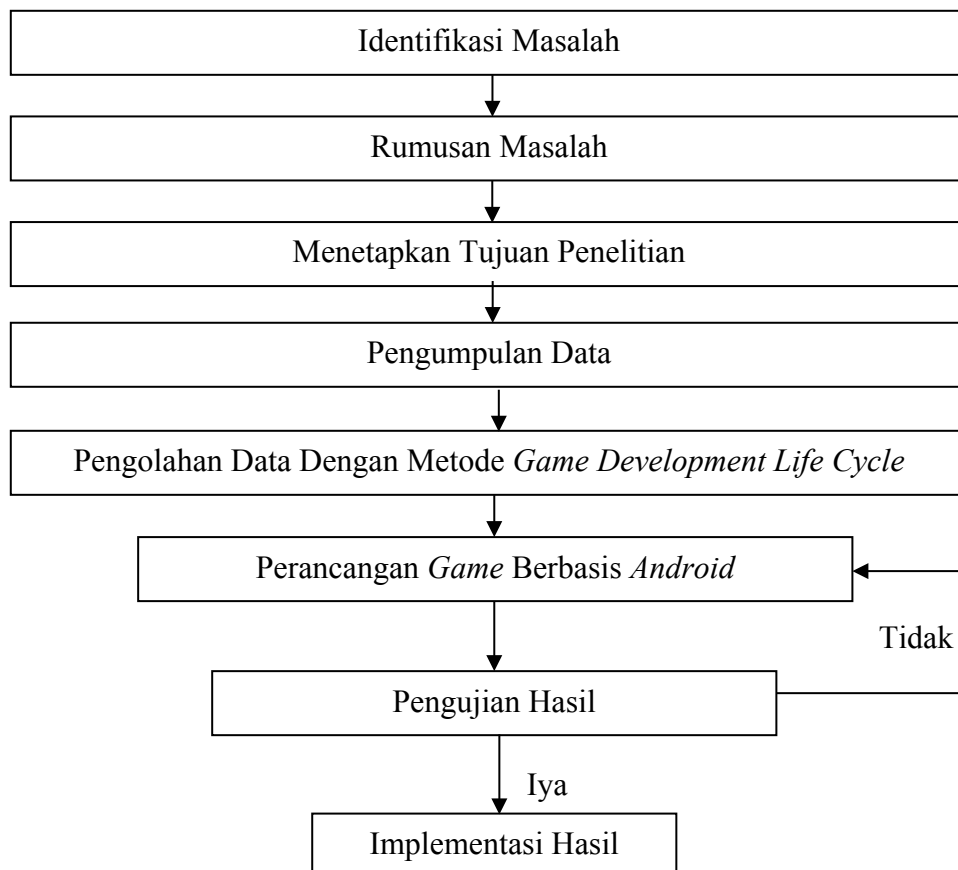 Identifikasi Masalah
Rumusan Masalah
Menetapkan Tujuan Penelitian
Pengumpulan Data
Pengolahan Data Dengan Metode Game Development Life Cycle
Perancangan Game Berbasis Android
Tidak
Pengujian Hasil
Iya
Implementasi Hasil